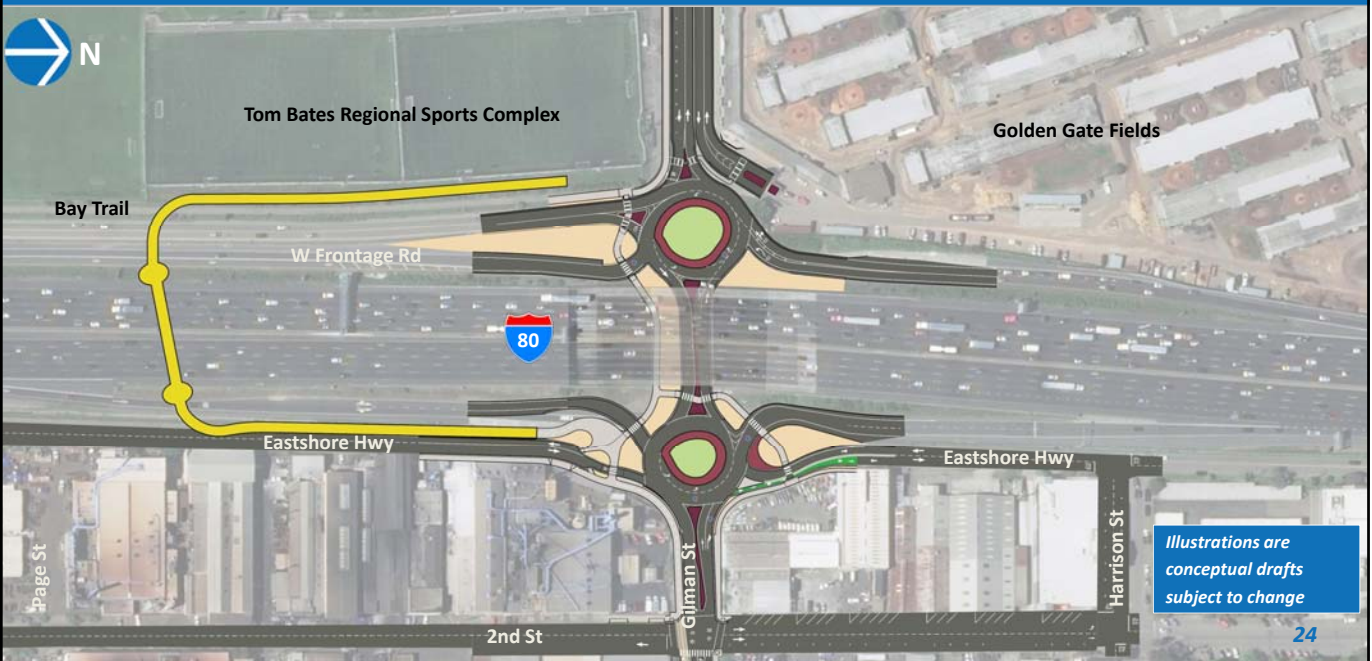 N
Tom Bates Regional Sports Complex
Golden Gate Fields
Bay Trail
W Frontage Rd
80
Eastshore Hwy
Eastshore Hwy
Page St
Gilman St
Harrison St
Illustrations are
conceptual drafts
subject to change
2nd St
24